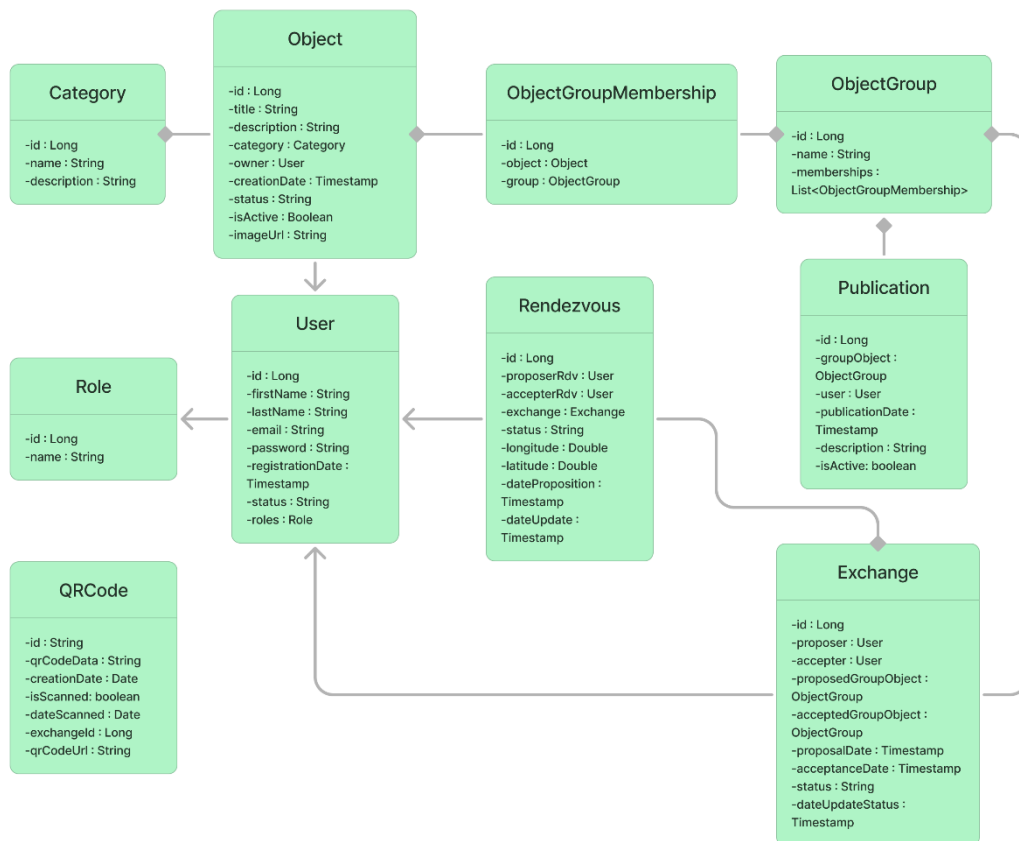 Category
-id : Long
-name : String
-description : String
Object
-id : Long
-title : String
-description : String
-category : Category
-owner : User
-creationDate : Timestamp
-status : String
-isActive : Boolean
-imageUrl : String
ObjectGroupMembership
-id : Long
-object : Object
-group : ObjectGroup
ObjectGroup
-id : Long
-name : String
-memberships :
List<ObjectGroupMembership>
Role
-id : Long
-name : String
User
-id : Long
-firstName : String
-lastName : String
-email : String
-password : String
-registrationDate :
Timestamp
-status : String
-roles : Role
Rendezvous
-id : Long
-proposerRdv : User
-accepterRdv : User
-exchange : Exchange
-status : String
-longitude : Double
-latitude : Double
-dateProposition :
Timestamp
-dateUpdate :
Timestamp
Publication
-id : Long
-groupObject :
ObjectGroup
-user : User
-publicationDate :
Timestamp
-description : String
-isActive: boolean
QRCode
-id : String
-qrCodeData : String
-creationDate : Date
-isScanned: boolean
-dateScanned : Date
-exchangeId : Long
-qrCodeUrl : String
Exchange
-id : Long
-proposer : User
-accepter : User
-proposedGroupObject :
ObjectGroup
-acceptedGroupObject :
ObjectGroup
-proposalDate : Timestamp
-acceptanceDate : Timestamp
-status : String
-dateUpdateStatus :
Timestamp